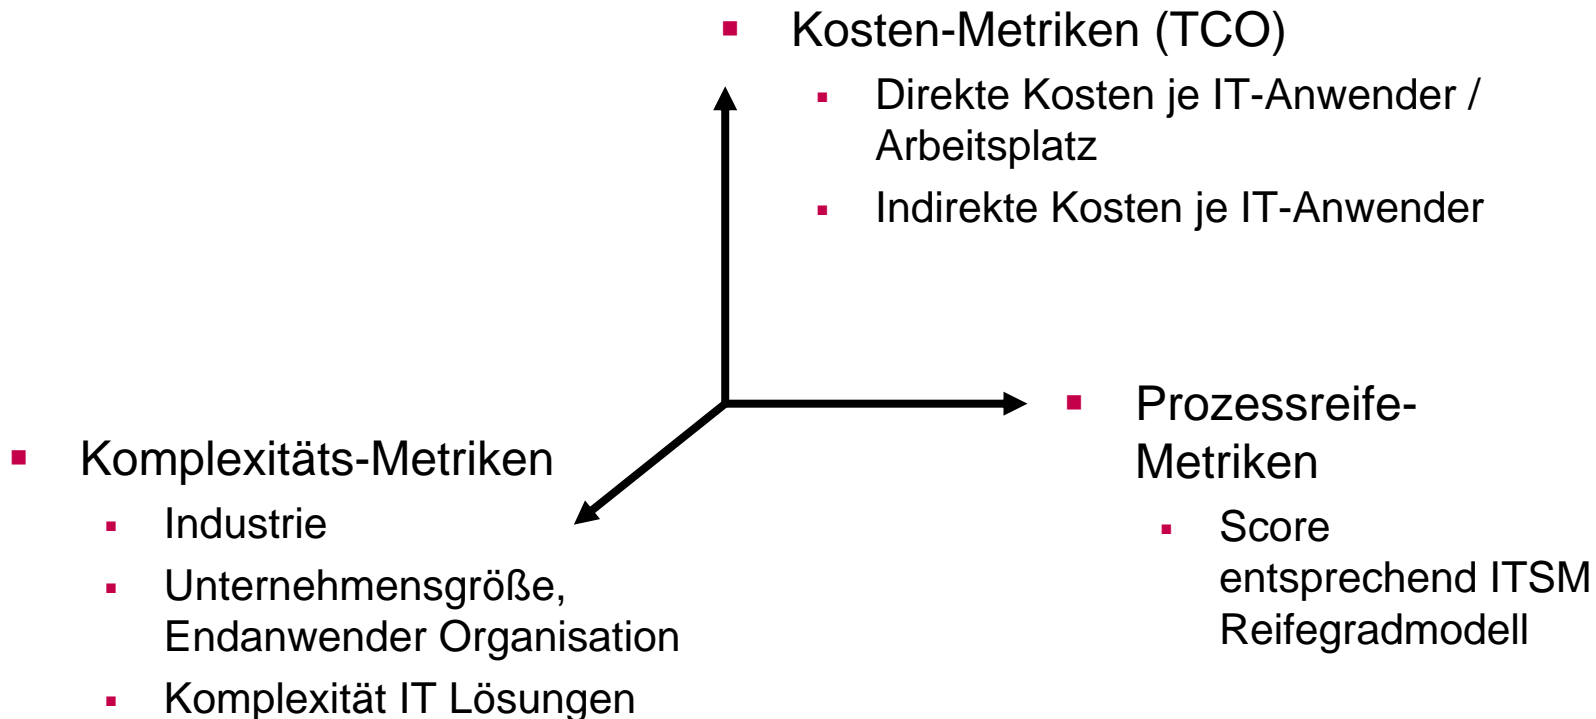 ▪ Kosten-Metriken (TCO)
▪ Direkte Kosten je IT-Anwender /
Arbeitsplatz
▪ Indirekte Kosten je IT-Anwender
▪ Prozessreife-
Metriken
▪ Score
entsprechend ITSM
Reifegradmodell
▪ Komplexitäts-Metriken
▪ Industrie
▪ Unternehmensgröße,
Endanwender Organisation
▪ Komplexität IT Lösungen